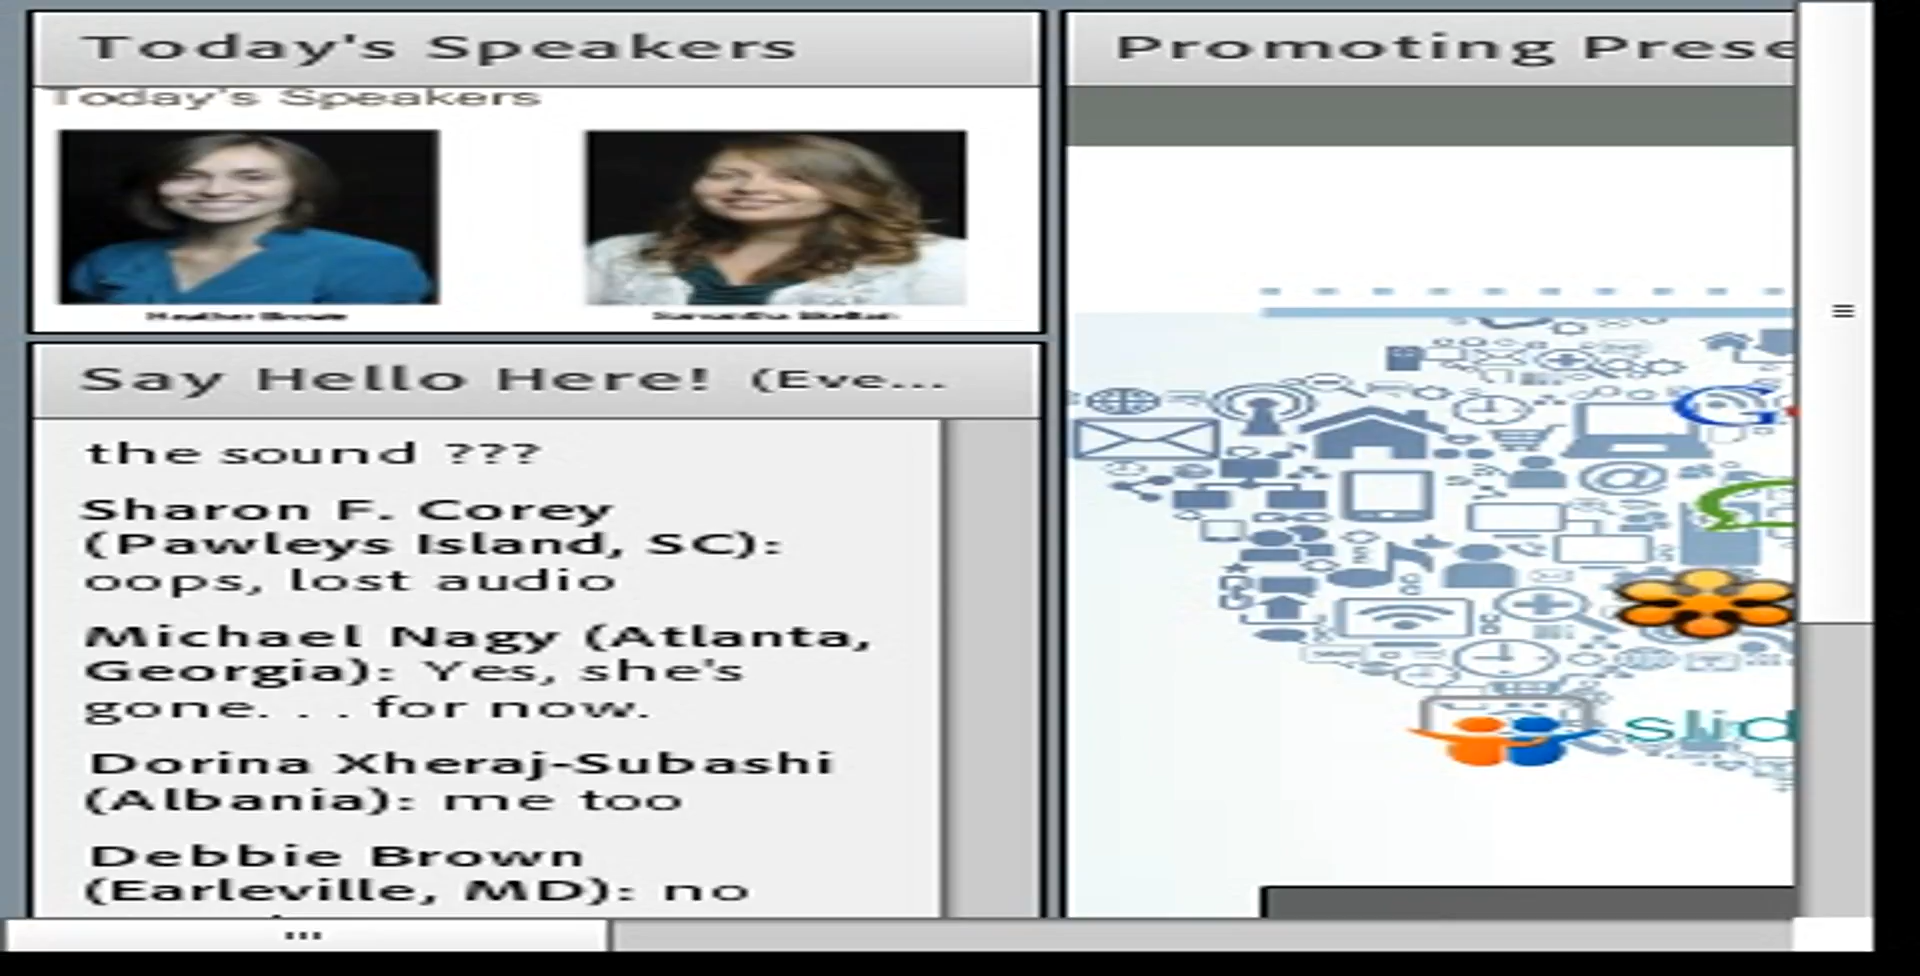 Today's Speakers
Today's Speakers
Say Hello Here! (Eve...
the sound ???
Sharon F. Corey
(Pawleys Island, SC):
oops, lost audio
Michael Nagy (Atlanta,
Georgia): Yes, she's
gone. . . for now.
Dorina Xheraj-Subashi
(Albania): me too
Debbie Brown
(Earleville, MD): no
Promoting Prese
G
slid